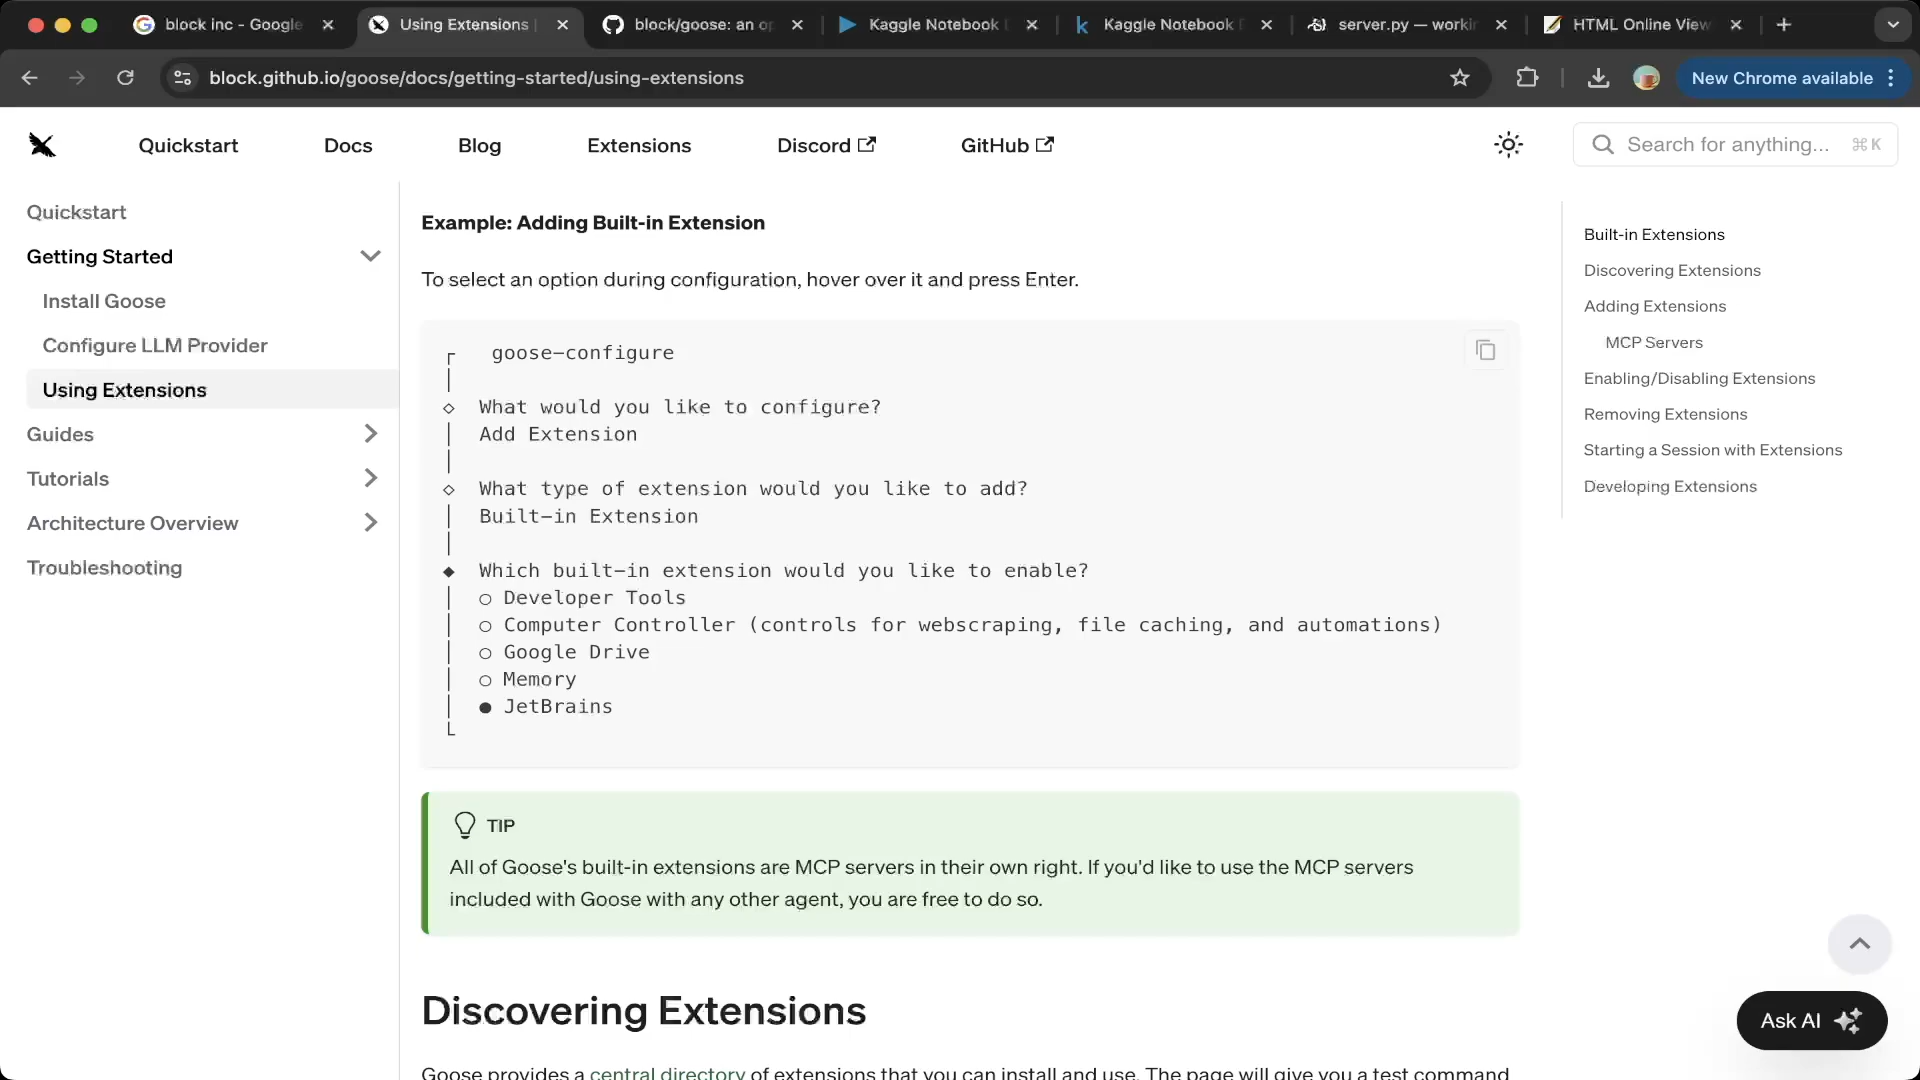 block inc - Google
Using Extensions |
block/goose: an op
Kaggle Notebook
Kaggle Notebook
server.py — workin
HTML Online View
block.github.io/goose/docs/getting-started/using-extensions
New Chrome available
Quickstart
Docs
Blog
Extensions
Discord
GitHub
Search for anything... ⌘K
Quickstart
Getting Started
Install Goose
Configure LLM Provider
Using Extensions
Guides
Tutorials
Architecture Overview
Troubleshooting
Example: Adding Built-in Extension
To select an option during configuration, hover over it and press Enter.
┌   goose-configure
│
◇  What would you like to configure?
│  Add Extension
│
◇  What type of extension would you like to add?
│  Built-in Extension
│
◆  Which built-in extension would you like to enable?
│  ○ Developer Tools
│  ○ Computer Controller (controls for webscraping, file caching, and automations)
│  ○ Google Drive
│  ○ Memory
│  ● JetBrains
└
TIP
All of Goose's built-in extensions are MCP servers in their own right. If you'd like to use the MCP servers
included with Goose with any other agent, you are free to do so.
Discovering Extensions
Goose provides a central directory of extensions that you can install and use. The page will give you a test command
Built-in Extensions
Discovering Extensions
Adding Extensions
MCP Servers
Enabling/Disabling Extensions
Removing Extensions
Starting a Session with Extensions
Developing Extensions
Ask AI